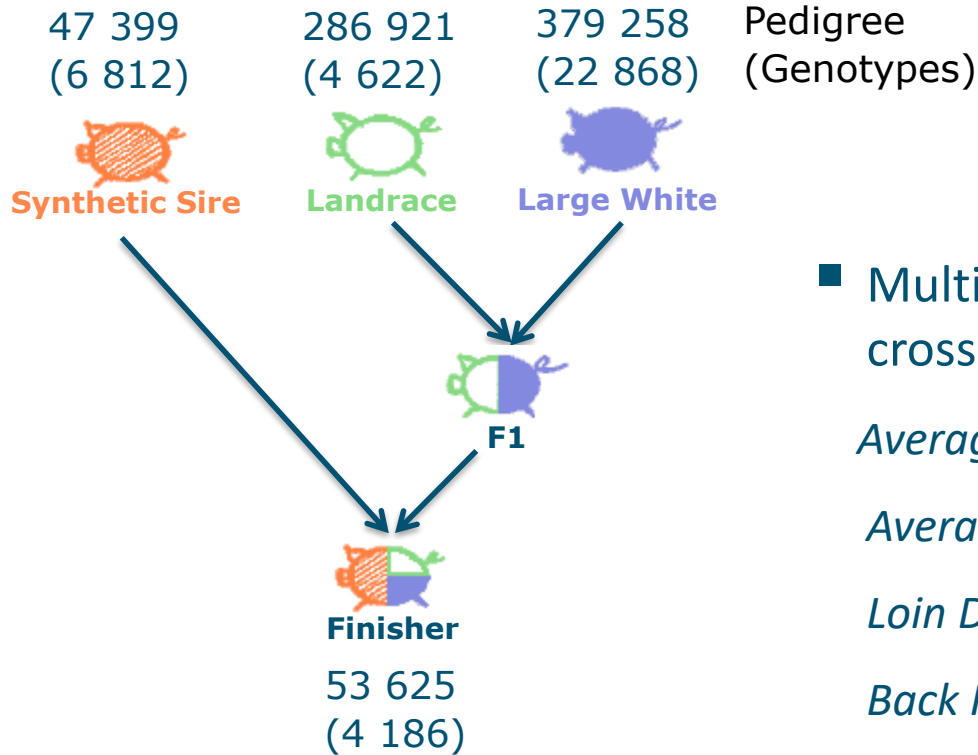 47 399 286 921 379 258 Pedigree
(6 812) (4 622) (22 868) (Genotypes)
Synthetic Sire Landrace Large White
F1
Finisher
53 625
(4 186)
■ Multi
cross
Averag
Avera
Loin D
Back